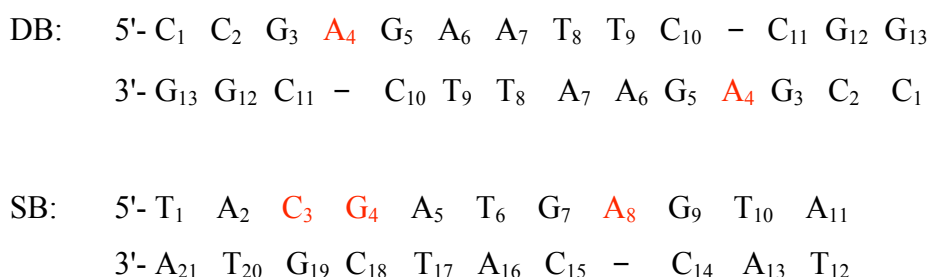 DB: 5'- C₁ C₂ G₃ A₄ G₅ A₆ A₇ T₈ T₉ C₁₀ – C₁₁ G₁₂ G₁₃
3'- G₁₃ G₁₂ C₁₁ – C₁₀ T₉ T₈ A₇ A₆ G₅ A₄ G₃ C₂ C₁
SB: 5'- T₁ A₂ C₃ G₄ A₅ T₆ G₇ A₈ G₉ T₁₀ A₁₁
3'- A₂₁ T₂₀ G₁₉ C₁₈ T₁₇ A₁₆ C₁₅ – C₁₄ A₁₃ T₁₂